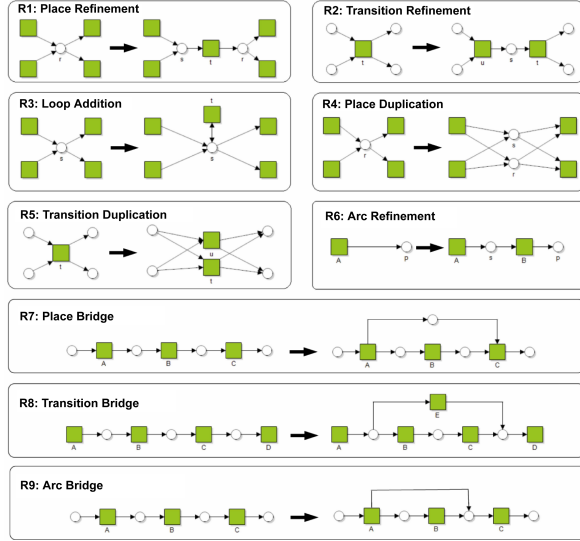 R1: Place Refinement
r
s
t
r
R2: Transition Refinement
t
u
s
t
R3: Loop Addition
s
t
s
R4: Place Duplication
r
s
r
R5: Transition Duplication
t
u
t
R6: Arc Refinement
A
p
A
s
B
p
R7: Place Bridge
A
B
C
A
B
C
R8: Transition Bridge
E
A
B
C
D
A
B
C
D
R9: Arc Bridge
A
B
C
A
B
C